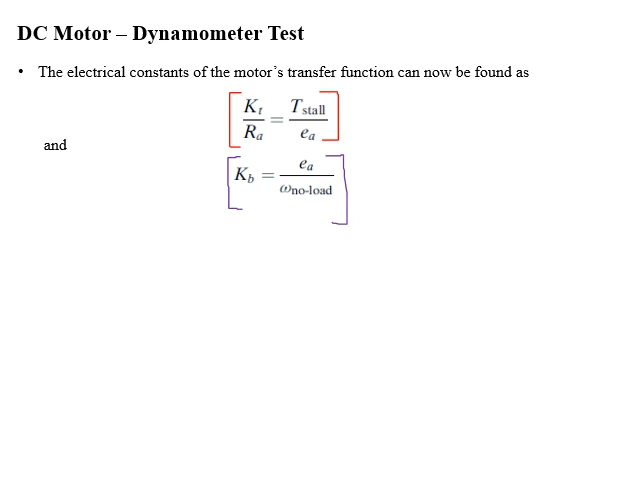 DC Motor – Dynamometer Test
• The electrical constants of the motor's transfer function can now be found as
Kt / Ra = Tstall / ea
and
Kb = ea / ωno-load